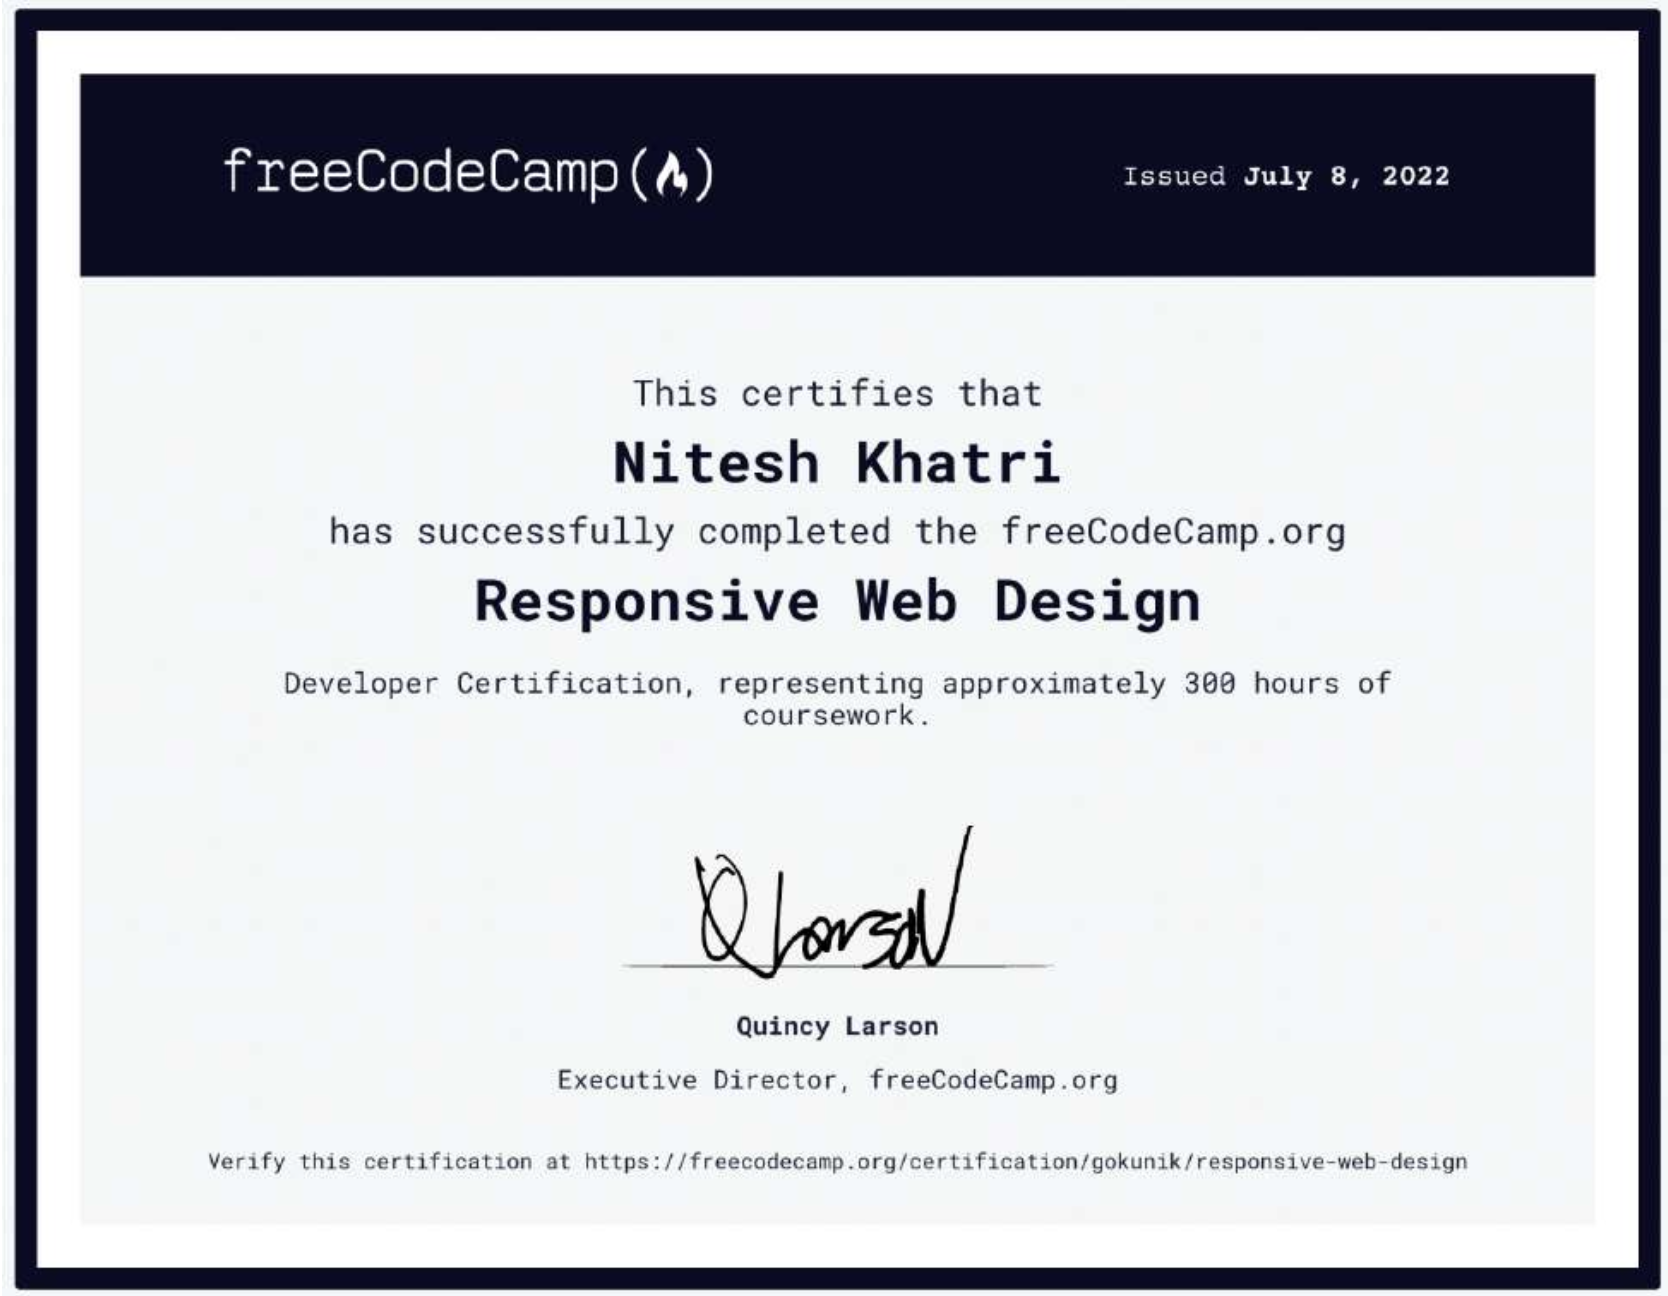 freeCodeCamp
Issued July 8, 2022
This certifies that
Nitesh Khatri
has successfully completed the freeCodeCamp.org
Responsive Web Design
Developer Certification, representing approximately 300 hours of
coursework.
Q Larson
Quincy Larson
Executive Director, freeCodeCamp.org
Verify this certification at https://freecodecamp.org/certification/gokunik/responsive-web-design